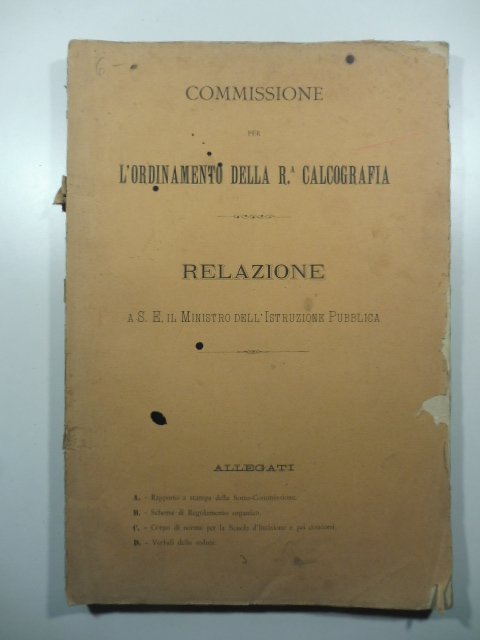 6 -
COMMISSIONE
PER
L'ORDINAMENTO DELLA R.A CALCOGRAFIA
RELAZIONE
A S. E. IL MINISTRO DELL'ISTRUZIONE PUBBLICA
ALLEGATI
A. - Rapporto a stampa della Sotto-Commissione.
B. - Schema di Regolamento organico.
C. - Corpo di norme per la Scuola d'Incisione e pei concorsi.
D. - Verbali delle sedute.